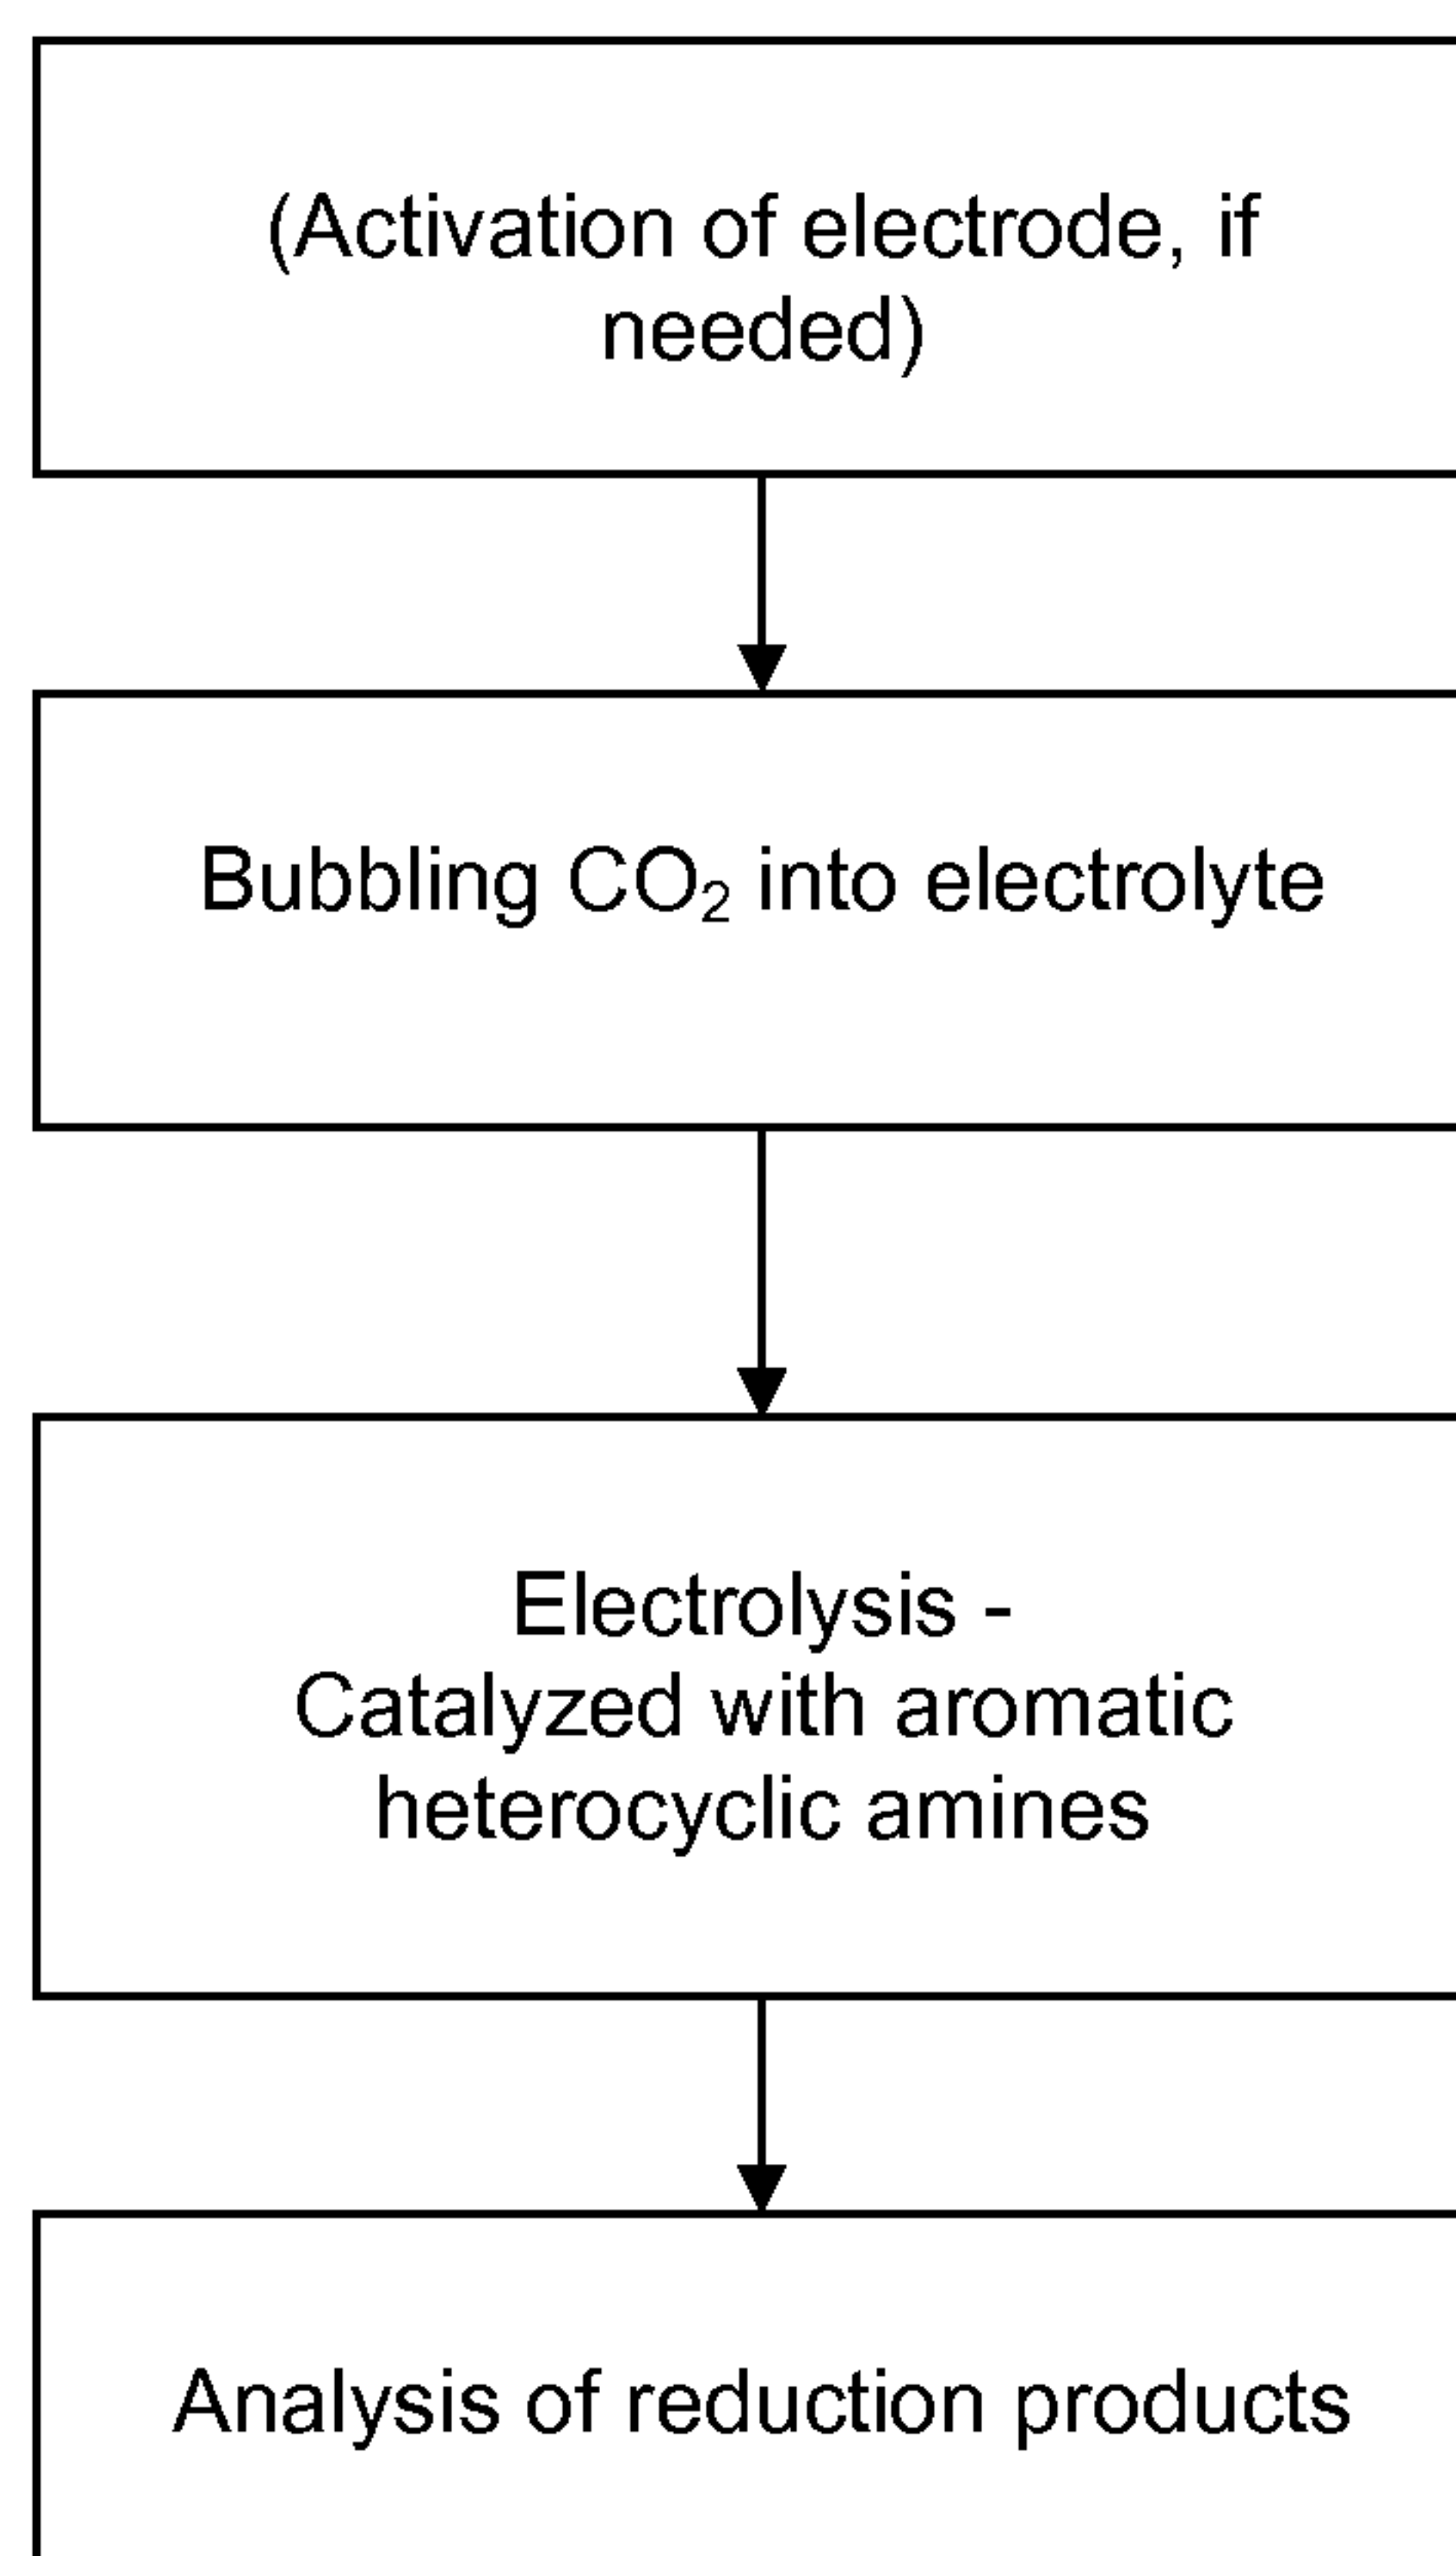 (Activation of electrode, if
needed)
Bubbling CO₂ into electrolyte
Electrolysis -
Catalyzed with aromatic
heterocyclic amines
Analysis of reduction products